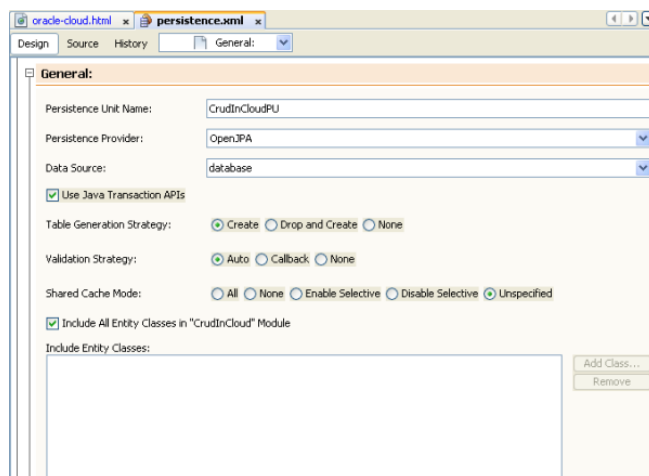 oracle-cloud.html x persistence.xml x
Design Source History General:
General:
Persistence Unit Name: CrudInCloudPU
Persistence Provider: OpenJPA
Data Source: database
Use Java Transaction APIs
Table Generation Strategy: Create Drop and Create None
Validation Strategy: Auto Callback None
Shared Cache Mode: All None Enable Selective Disable Selective Unspecified
Include All Entity Classes in "CrudInCloud" Module
Include Entity Classes:
Add Class...
Remove